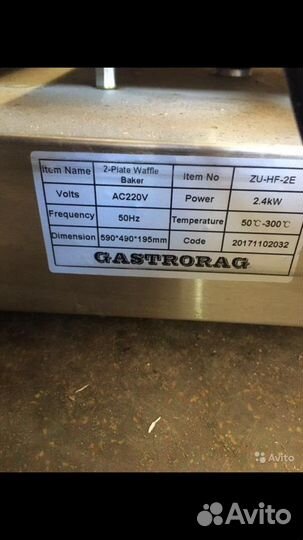 Item Name 2-Plate Waffle Baker Item No ZU-HF-2E
Volts AC220V Power 2.4kW
Frequency 50Hz Temperature 50℃-300℃
Dimension 590*490*195mm Code 20171102032
GASTRORAG
Avito
Avito